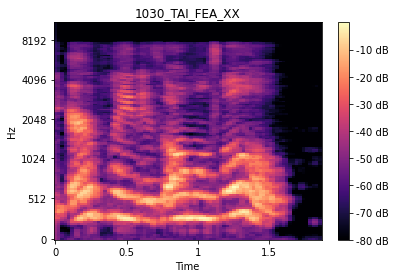 1030_TAI_FEA_XX
8192
4096
2048
1024
512
0
Hz
0
0.5
1
1.5
Time
-10 dB
-20 dB
-30 dB
-40 dB
-50 dB
-60 dB
-70 dB
-80 dB